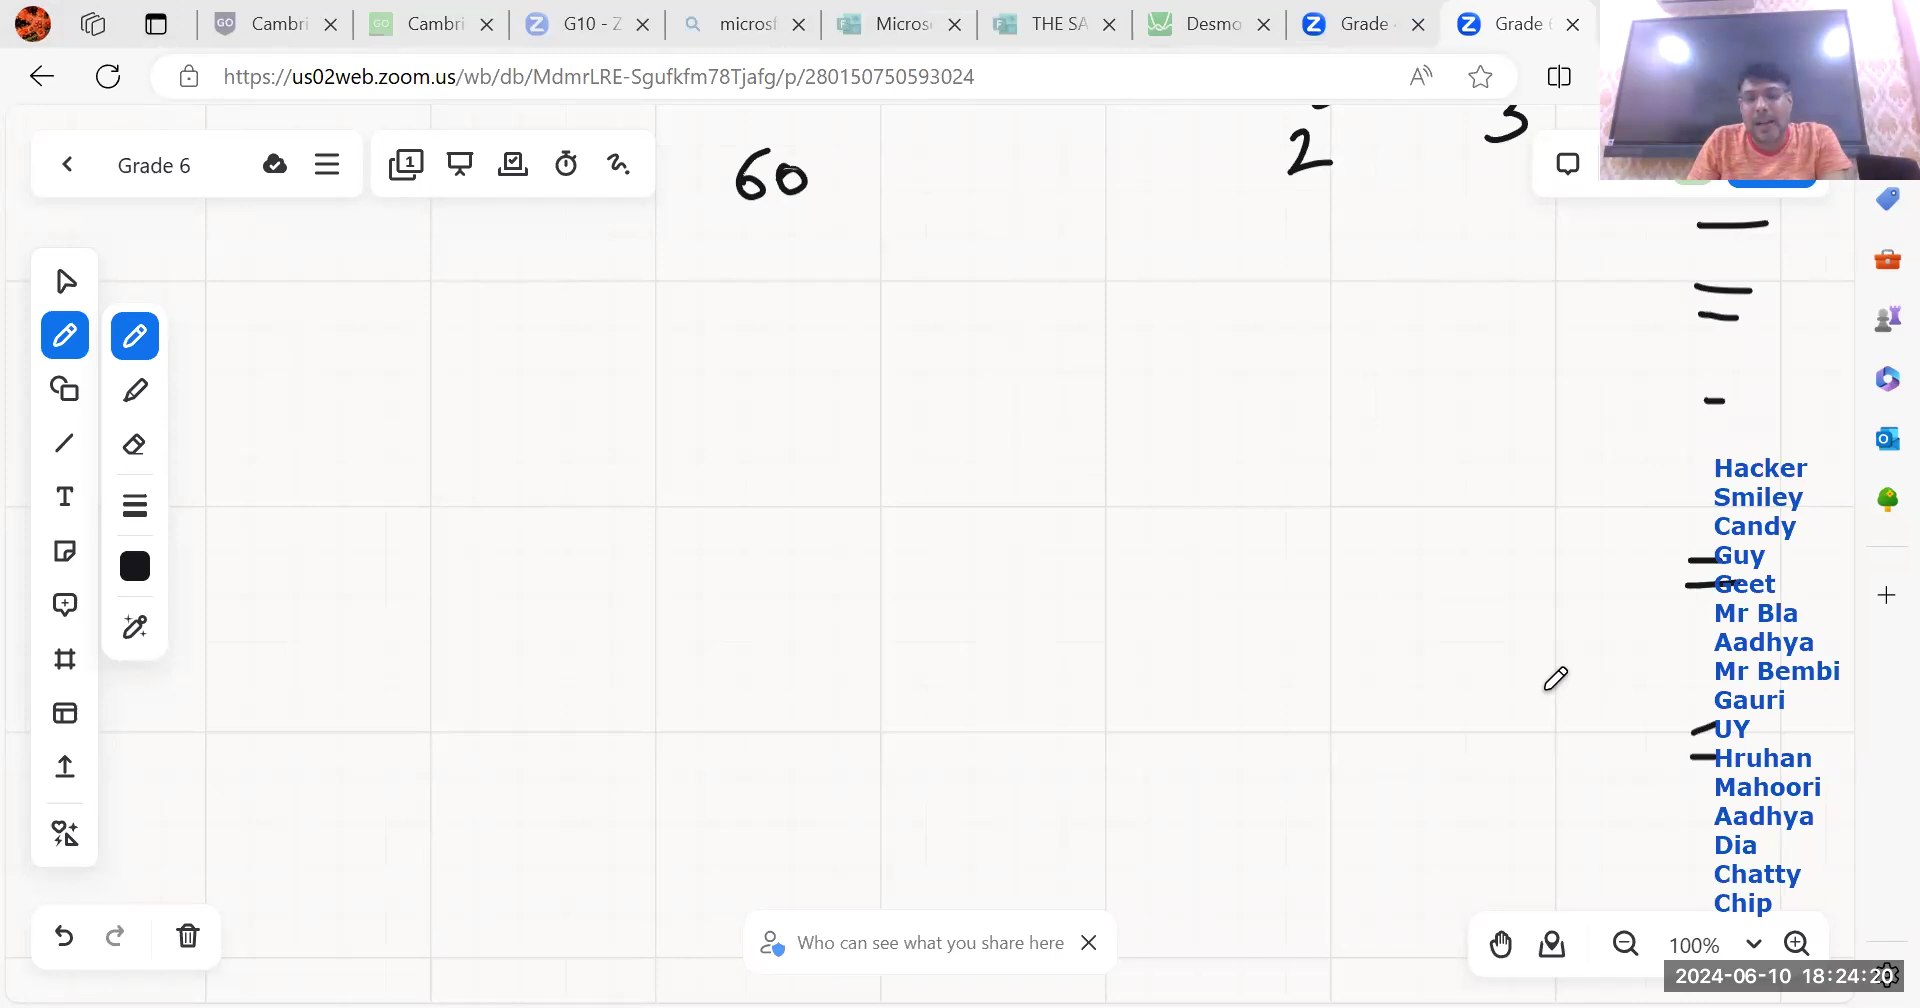 Cambri
Cambri
G10 - Z
microsf
Micros
THE SA
Desmo
Grade
Grade
https://us02web.zoom.us/wb/db/MdmrLRE-Sgufkfm78Tjafg/p/280150750593024
Grade 6
1
60
2
Hacker
Smiley
Candy
Guy
Geet
Mr Bla
Aadhya
Mr Bembi
Gauri
UY
Hruhan
Mahoori
Aadhya
Dia
Chatty
Chip
Who can see what you share here
100%
2024-06-10 18:24:20